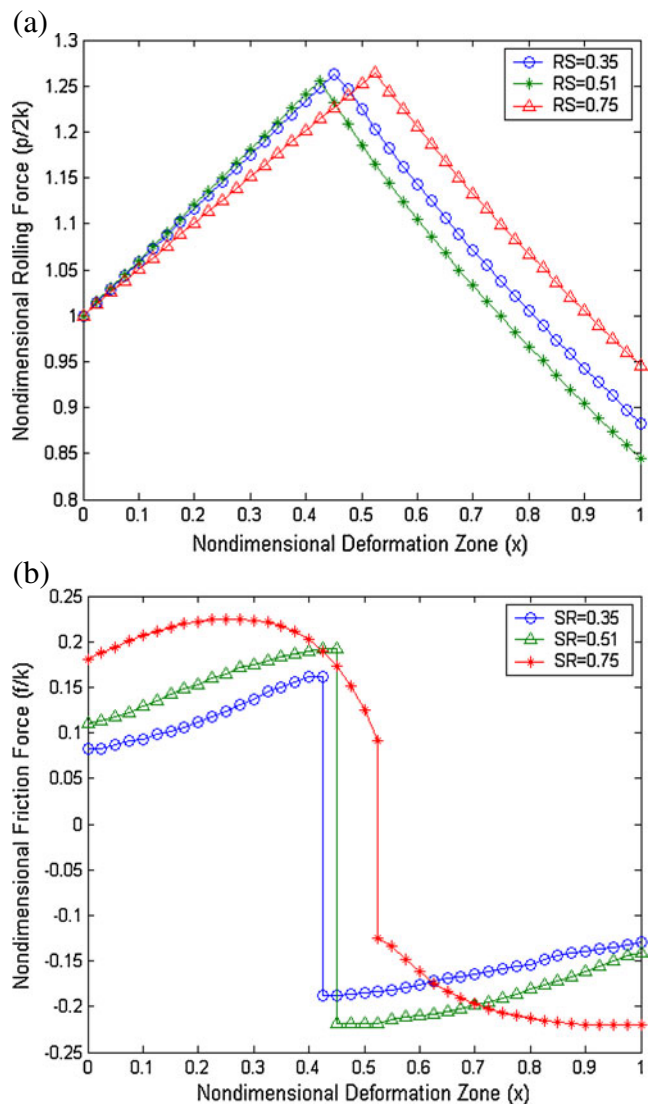 (a)
1.3
1.25
1.2
1.15
1.1
1.05
1
0.95
0.9
0.85
0.8
Nondimensional Rolling Force (p/2k)
RS=0.35
RS=0.51
RS=0.75
0 0.1 0.2 0.3 0.4 0.5 0.6 0.7 0.8 0.9 1
Nondimensional Deformation Zone (x)
(b)
0.25
0.2
0.15
0.1
0.05
0
-0.05
-0.1
-0.15
-0.2
-0.25
Nondimensional Friction Force (f/k)
SR=0.35
SR=0.51
SR=0.75
0 0.1 0.2 0.3 0.4 0.5 0.6 0.7 0.8 0.9 1
Nondimensional Deformation Zone (x)